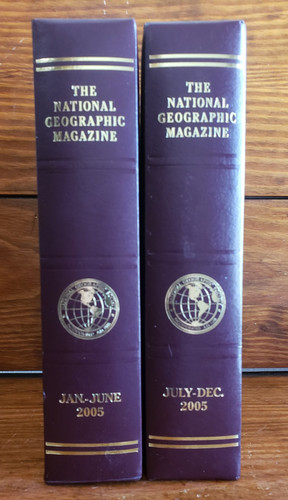 THE
NATIONAL
GEOGRAPHIC
MAGAZINE
JAN.-JUNE
2005
THE
NATIONAL
GEOGRAPHIC
MAGAZINE
JULY-DEC.
2005